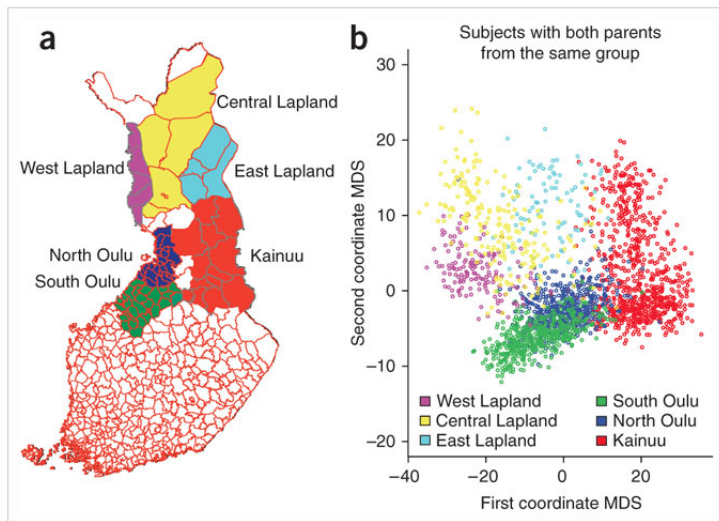 a
Central Lapland
West Lapland
East Lapland
North Oulu
South Oulu
Kainuu
b
Subjects with both parents
from the same group
30
20
10
0
−10
−20
Second coordinate MDS
West Lapland
Central Lapland
East Lapland
South Oulu
North Oulu
Kainuu
−40
−20
0
20
First coordinate MDS